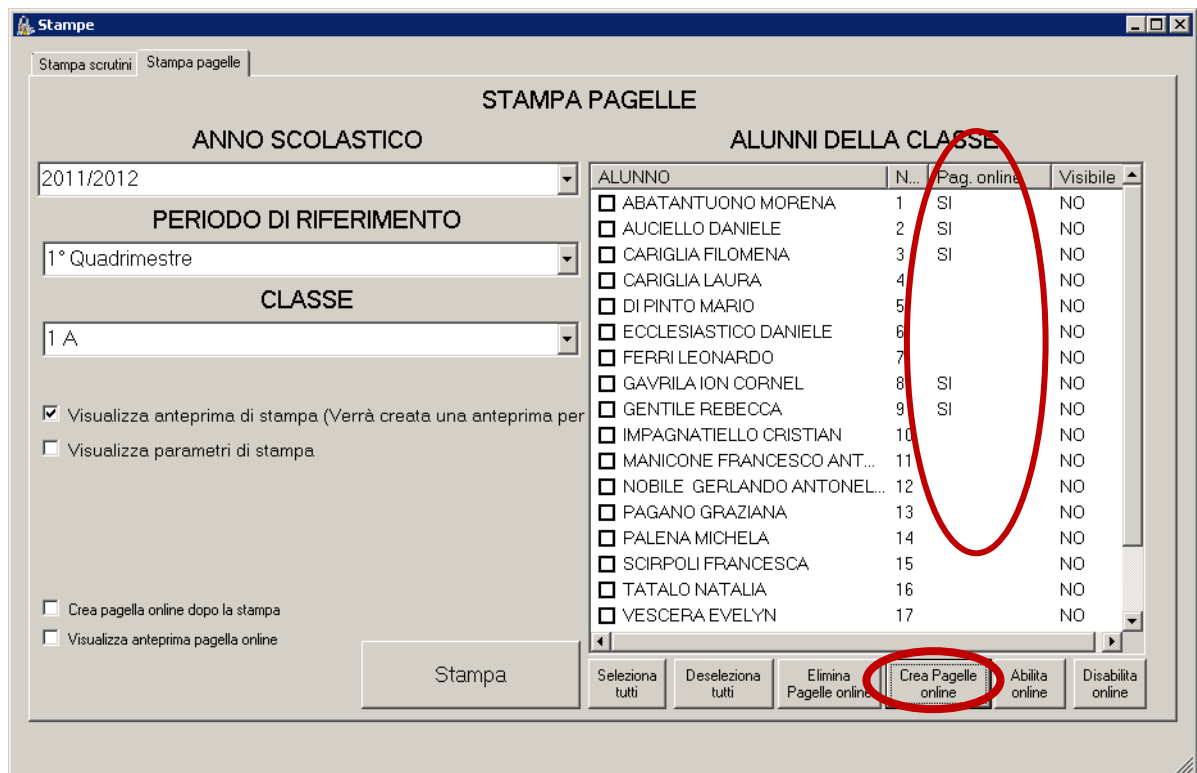 Stampe
Stampa scrutini Stampa pagelle
STAMPA PAGELLE
ANNO SCOLASTICO
2011/2012
PERIODO DI RIFERIMENTO
1° Quadrimestre
CLASSE
1 A
Visualizza anteprima di stampa (Verrà creata una anteprima per
Visualizza parametri di stampa
Crea pagella online dopo la stampa
Visualizza anteprima pagella online
Stampa
ALUNNI DELLA CLASSE
ALUNNO N... Pag. online Visibile
ABATANTUONO MORENA 1 SI NO
AUCIELLO DANIELE 2 SI NO
CARIGLIA FILOMENA 3 SI NO
CARIGLIA LAURA 4 NO
DI PINTO MARIO 5 NO
ECCLESIASTICO DANIELE 6 NO
FERRI LEONARDO 7 NO
GAVRILA ION CORNEL 8 SI NO
GENTILE REBECCA 9 SI NO
IMPAGNATIELLO CRISTIAN 10 NO
MANICONE FRANCESCO ANT... 11 NO
NOBILE GERLANDO ANTONEL... 12 NO
PAGANO GRAZIANA 13 NO
PALENA MICHELA 14 NO
SCIRPOLI FRANCESCA 15 NO
TATALO NATALIA 16 NO
VESCERA EVELYN 17 NO
Seleziona tutti
Deseleziona tutti
Elimina Pagelle online
Crea Pagelle online
Abilita online
Disabilita online